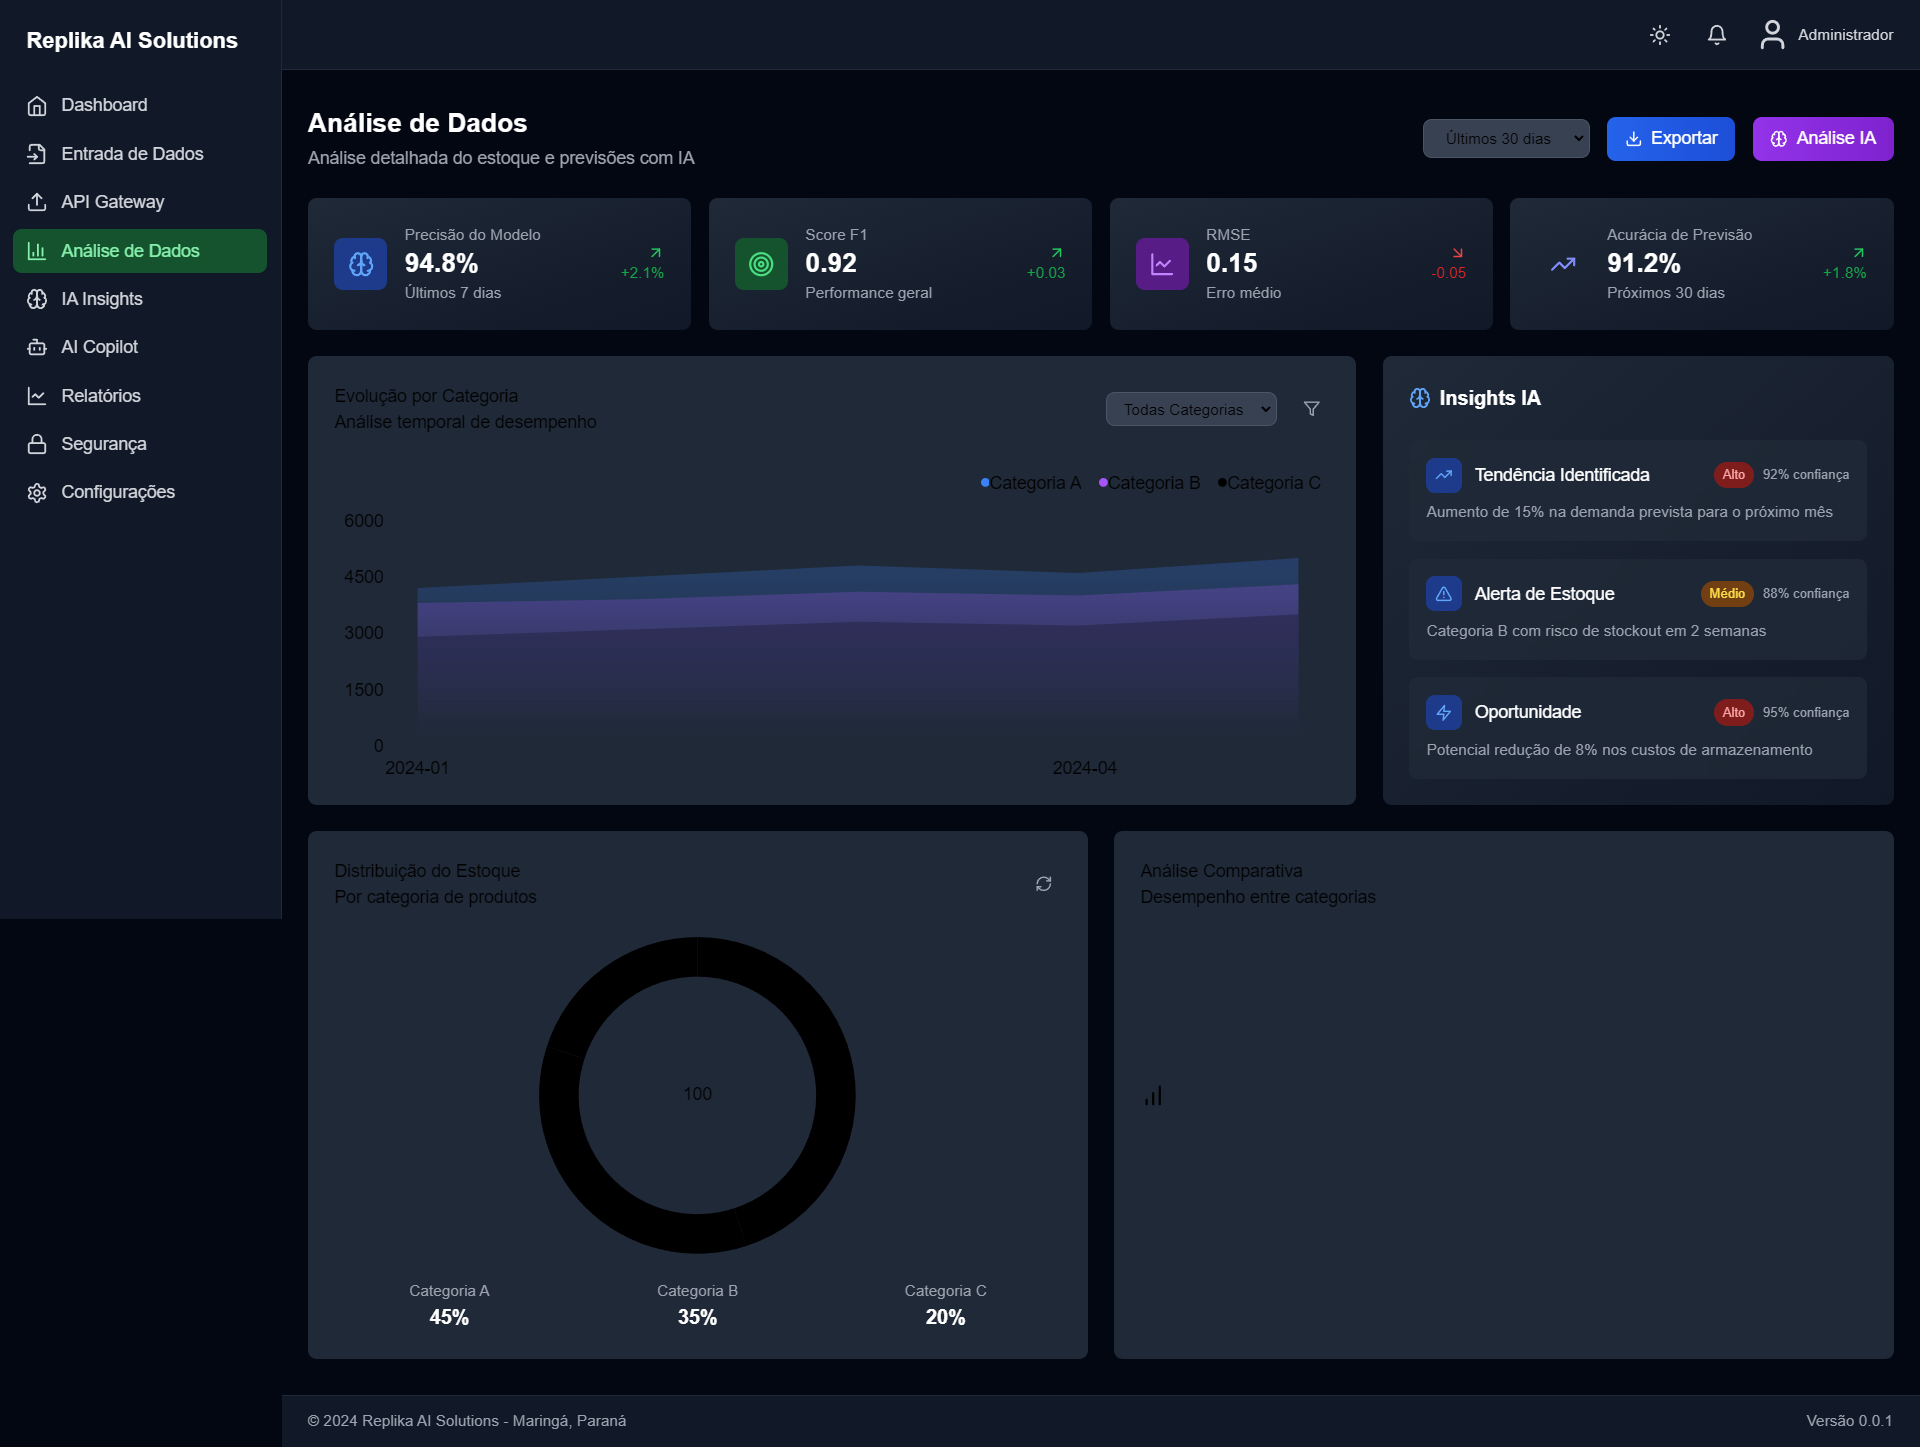 Replika AI Solutions
Administrador
Dashboard
Entrada de Dados
API Gateway
Análise de Dados
IA Insights
AI Copilot
Relatórios
Segurança
Configurações
Análise de Dados
Análise detalhada do estoque e previsões com IA
Últimos 30 dias
Exportar
Análise IA
Precisão do Modelo
94.8%
Últimos 7 dias
+2.1%
Score F1
0.92
Performance geral
+0.03
RMSE
0.15
Erro médio
-0.05
Acurácia de Previsão
91.2%
Próximos 30 dias
+1.8%
Evolução por Categoria
Análise temporal de desempenho
Todas Categorias
Categoria A Categoria B Categoria C
6000
4500
3000
1500
0
2024-01 2024-04
Insights IA
Tendência Identificada Alto 92% confiança
Aumento de 15% na demanda prevista para o próximo mês
Alerta de Estoque Médio 88% confiança
Categoria B com risco de stockout em 2 semanas
Oportunidade Alto 95% confiança
Potencial redução de 8% nos custos de armazenamento
Distribuição do Estoque
Por categoria de produtos
100
Categoria A Categoria B Categoria C
45% 35% 20%
Análise Comparativa
Desempenho entre categorias
© 2024 Replika AI Solutions - Maringá, Paraná
Versão 0.0.1